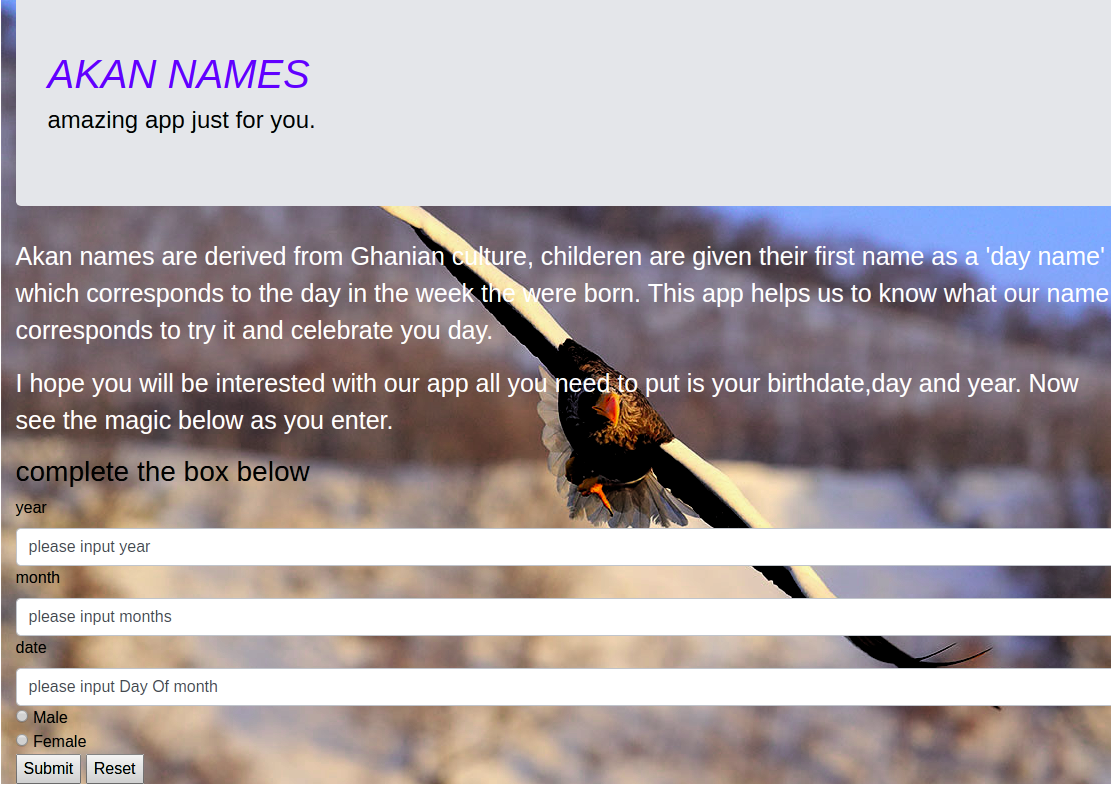 AKAN NAMES
amazing app just for you.
Akan names are derived from Ghanian culture, childeren are given their first name as a 'day name'
which corresponds to the day in the week the were born. This app helps us to know what our name
corresponds to try it and celebrate you day.
I hope you will be interested with our app all you need to put is your birthdate,day and year. Now
see the magic below as you enter.
complete the box below
year
please input year
month
please input months
date
please input Day Of month
Male
Female
Submit Reset